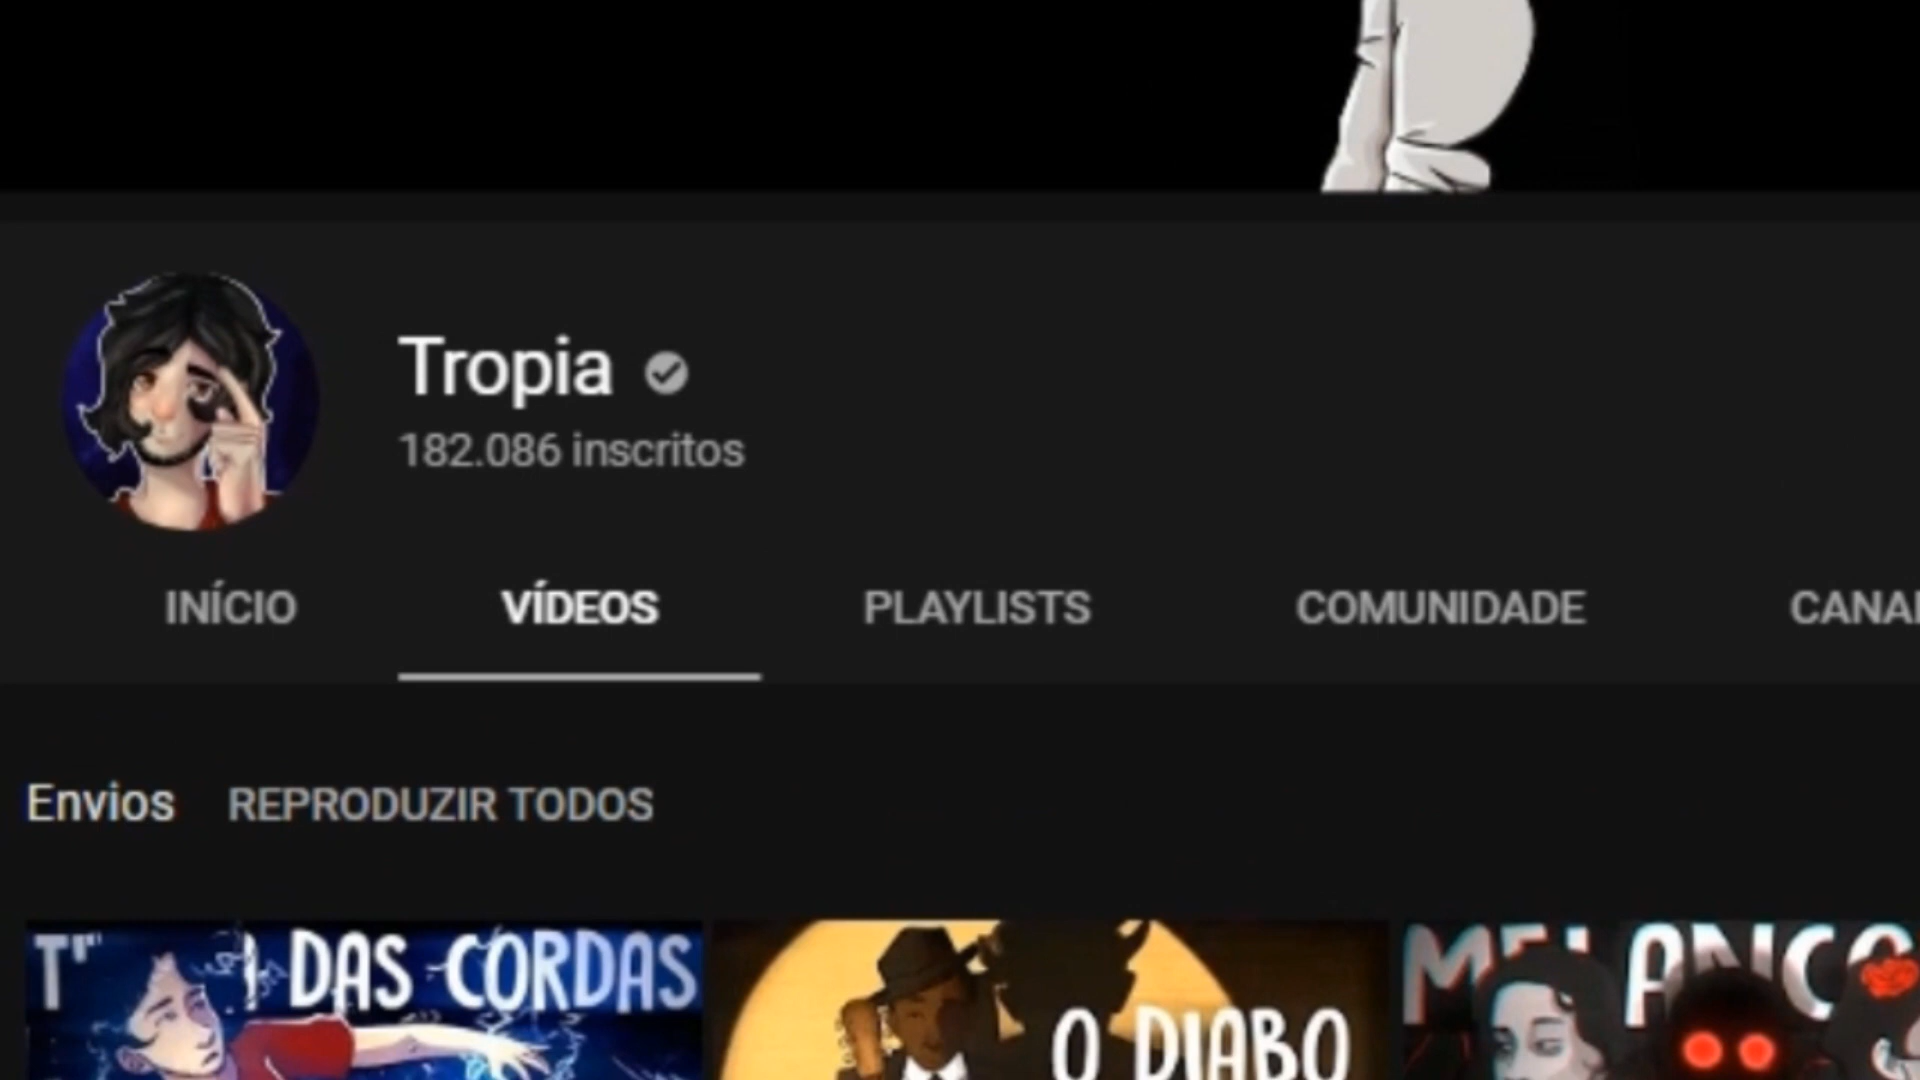 Tropia
182.086 inscritos
INÍCIO VÍDEOS PLAYLISTS COMUNIDADE
Envios REPRODUZIR TODOS
DAS CORDAS
O DIABO